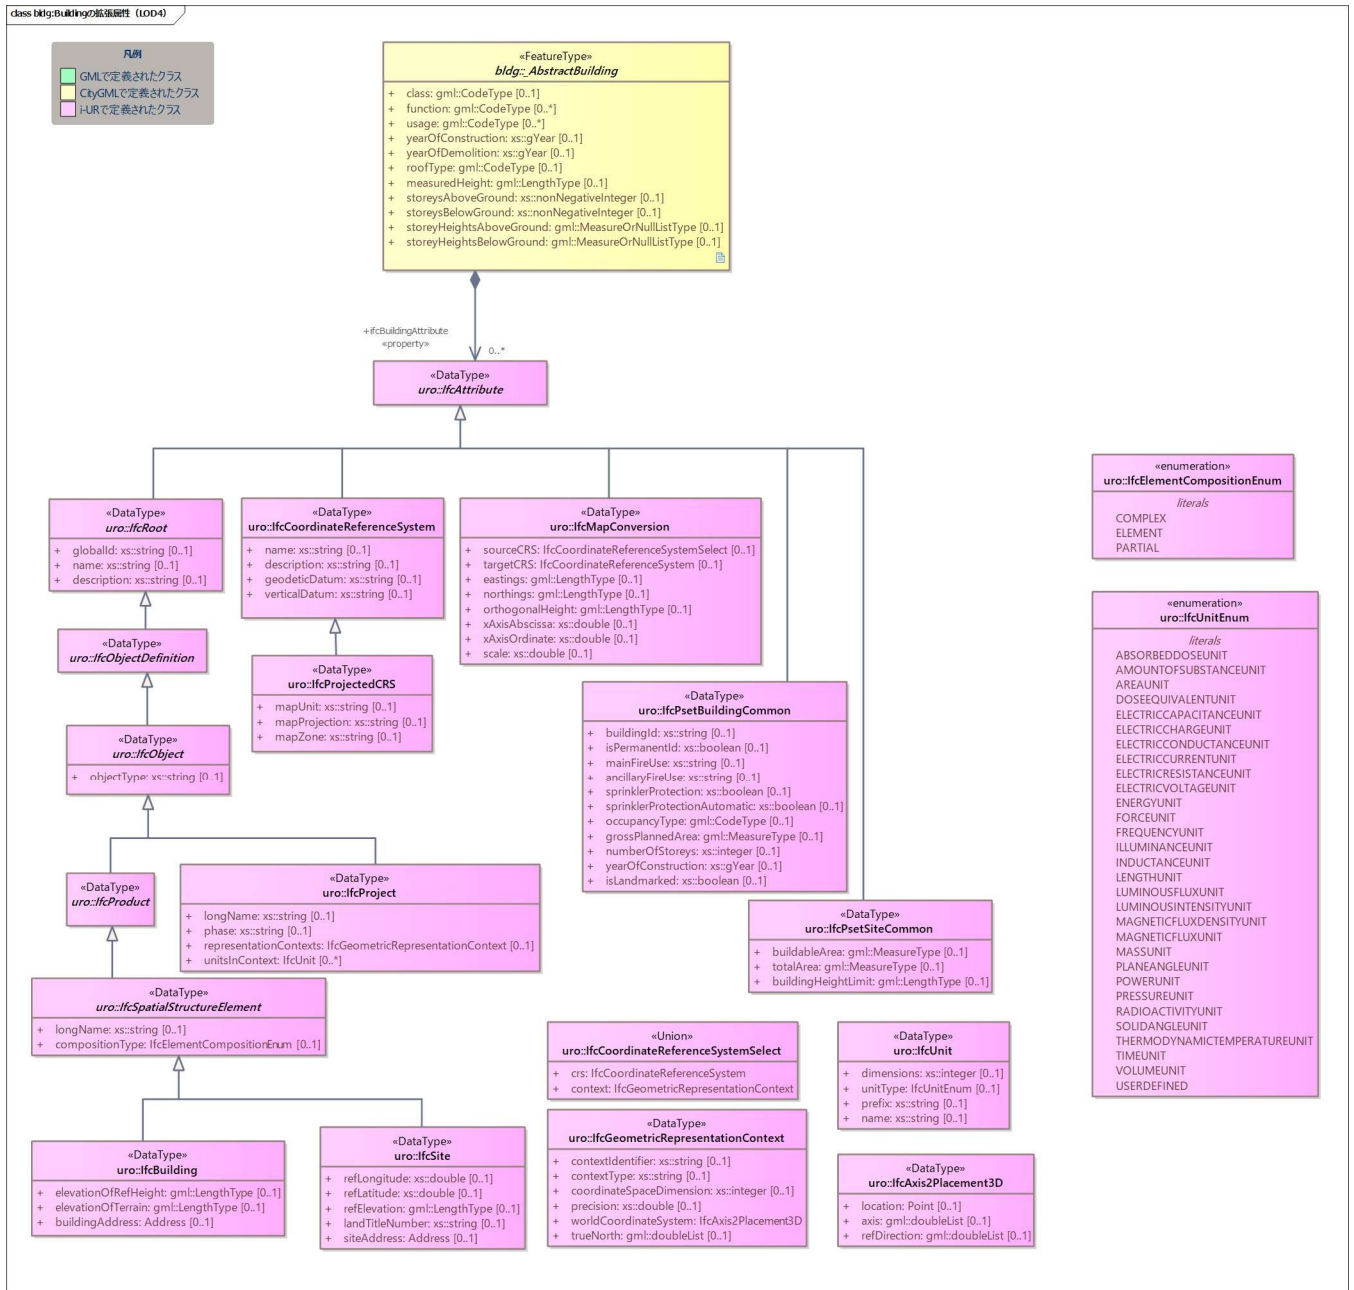 class bldg:Buildingの拡張属性（LOD4）
凡例
GMLで定義されたクラス
CityGMLで定義されたクラス
i-URで定義されたクラス
«FeatureType»
bldg::_AbstractBuilding
+ class: gml::CodeType [0..1]
+ function: gml::CodeType [0..*]
+ usage: gml::CodeType [0..*]
+ yearOfConstruction: xs::gYear [0..1]
+ yearOfDemolition: xs::gYear [0..1]
+ roofType: gml::CodeType [0..1]
+ measuredHeight: gml::LengthType [0..1]
+ storeysAboveGround: xs::nonNegativeInteger [0..1]
+ storeysBelowGround: xs::nonNegativeInteger [0..1]
+ storeyHeightsAboveGround: gml::MeasureOrNullListType [0..1]
+ storeyHeightsBelowGround: gml::MeasureOrNullListType [0..1]
+ifcBuildingAttribute
«property»
0..*
«DataType»
uro::IfcAttribute
«DataType»
uro::IfcRoot
+ globalId: xs::string [0..1]
+ name: xs::string [0..1]
+ description: xs::string [0..1]
«DataType»
uro::IfcCoordinateReferenceSystem
+ name: xs::string [0..1]
+ description: xs::string [0..1]
+ geodeticDatum: xs::string [0..1]
+ verticalDatum: xs::string [0..1]
«DataType»
uro::IfcMapConversion
+ sourceCRS: IfcCoordinateReferenceSystemSelect [0..1]
+ targetCRS: IfcCoordinateReferenceSystem [0..1]
+ eastings: gml::LengthType [0..1]
+ northings: gml::LengthType [0..1]
+ orthogonalHeight: gml::LengthType [0..1]
+ xAxisAbscissa: xs::double [0..1]
+ xAxisOrdinate: xs::double [0..1]
+ scale: xs::double [0..1]
«enumeration»
uro::IfcElementCompositionEnum
literals
COMPLEX
ELEMENT
PARTIAL
«DataType»
uro::IfcObjectDefinition
«DataType»
uro::IfcProjectedCRS
+ mapUnit: xs::string [0..1]
+ mapProjection: xs::string [0..1]
+ mapZone: xs::string [0..1]
«DataType»
uro::IfcObject
+ objectType: xs::string [0..1]
«DataType»
uro::IfcPsetBuildingCommon
+ buildingId: xs::string [0..1]
+ isPermanentId: xs::boolean [0..1]
+ mainFireUse: xs::string [0..1]
+ ancillaryFireUse: xs::string [0..1]
+ sprinklerProtection: xs::boolean [0..1]
+ sprinklerProtectionAutomatic: xs::boolean [0..1]
+ occupancyType: gml::CodeType [0..1]
+ grossPlannedArea: gml::MeasureType [0..1]
+ numberOfStoreys: xs::integer [0..1]
+ yearOfConstruction: xs::gYear [0..1]
+ isLandmarked: xs::boolean [0..1]
«enumeration»
uro::IfcUnitEnum
literals
ABSORBEDDOSEUNIT
AMOUNTOFSUBSTANCEUNIT
AREAUNIT
DOSEEQUIVALENTUNIT
ELECTRICCAPACITANCEUNIT
ELECTRICCHARGEUNIT
ELECTRICCONDUCTANCEUNIT
ELECTRICCURRENTUNIT
ELECTRICRESISTANCEUNIT
ELECTRICVOLTAGEUNIT
ENERGYUNIT
FORCEUNIT
FREQUENCYUNIT
ILLUMINANCEUNIT
INDUCTANCEUNIT
LENGTHUNIT
LUMINOUSFLUXUNIT
LUMINOUSINTENSITYUNIT
MAGNETICFLUXDENSITYUNIT
MAGNETICFLUXUNIT
MASSUNIT
PLANEANGLEUNIT
POWERUNIT
PRESSUREUNIT
RADIOACTIVITYUNIT
SOLIDANGLEUNIT
THERMODYNAMICTEMPERATUREUNIT
TIMEUNIT
VOLUMEUNIT
USERDEFINED
«DataType»
uro::IfcProduct
«DataType»
uro::IfcProject
+ longName: xs::string [0..1]
+ phase: xs::string [0..1]
+ representationContexts: IfcGeometricRepresentationContext [0..1]
+ unitsInContext: IfcUnit [0..*]
«DataType»
uro::IfcPsetSiteCommon
+ buildableArea: gml::MeasureType [0..1]
+ totalArea: gml::MeasureType [0..1]
+ buildingHeightLimit: gml::LengthType [0..1]
«DataType»
uro::IfcSpatialStructureElement
+ longName: xs::string [0..1]
+ compositionType: IfcElementCompositionEnum [0..1]
«Union»
uro::IfcCoordinateReferenceSystemSelect
+ crs: IfcCoordinateReferenceSystem
+ context: IfcGeometricRepresentationContext
«DataType»
uro::IfcUnit
+ dimensions: xs::integer [0..1]
+ unitType: IfcUnitEnum [0..1]
+ prefix: xs::string [0..1]
+ name: xs::string [0..1]
«DataType»
uro::IfcBuilding
+ elevationOfRefHeight: gml::LengthType [0..1]
+ elevationOfTerrain: gml::LengthType [0..1]
+ buildingAddress: Address [0..1]
«DataType»
uro::IfcSite
+ refLongitude: xs::double [0..1]
+ refLatitude: xs::double [0..1]
+ refElevation: gml::LengthType [0..1]
+ landTitleNumber: xs::string [0..1]
+ siteAddress: Address [0..1]
«DataType»
uro::IfcGeometricRepresentationContext
+ contextIdentifier: xs::string [0..1]
+ contextType: xs::string [0..1]
+ coordinateSpaceDimension: xs::integer [0..1]
+ precision: xs::double [0..1]
+ worldCoordinateSystem: IfcAxis2Placement3D
+ trueNorth: gml::doubleList [0..1]
«DataType»
uro::IfcAxis2Placement3D
+ location: Point [0..1]
+ axis: gml::doubleList [0..1]
+ refDirection: gml::doubleList [0..1]